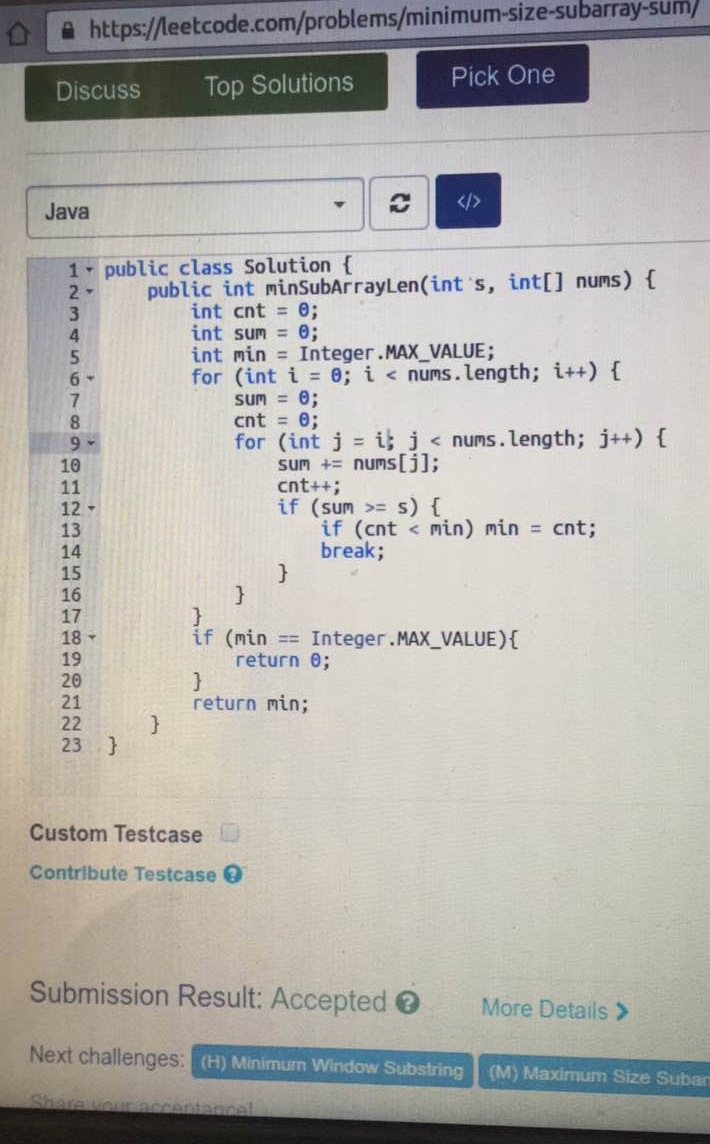 https://leetcode.com/problems/minimum-size-subarray-sum/
Discuss Top Solutions Pick One
Java </>
1 public class Solution {
2 public int minSubArrayLen(int s, int[] nums) {
3 int cnt = 0;
4 int sum = 0;
5 int min = Integer.MAX_VALUE;
6 for (int i = 0; i < nums.length; i++) {
7 sum = 0;
8 cnt = 0;
9 for (int j = i; j < nums.length; j++) {
10 sum += nums[j];
11 cnt++;
12 if (sum >= s) {
13 if (cnt < min) min = cnt;
14 break;
15 }
16 }
17 }
18 if (min == Integer.MAX_VALUE){
19 return 0;
20 }
21 return min;
22 }
23 }
Custom Testcase
Contribute Testcase ?
Submission Result: Accepted ? More Details >
Next challenges: (H) Minimum Window Substring (M) Maximum Size Subar
Share your acceptance!